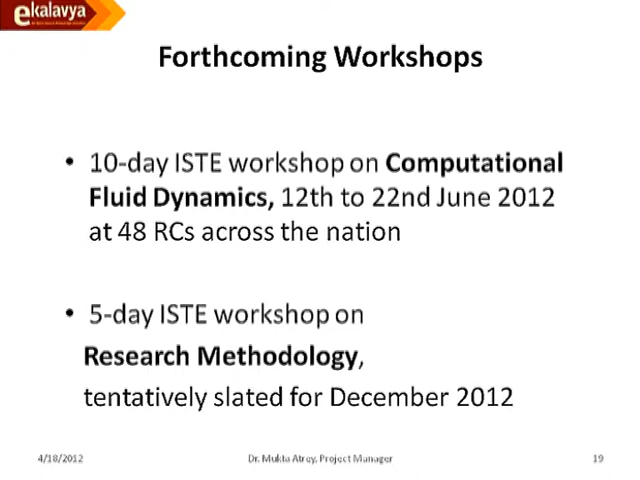 ekalavya
Forthcoming Workshops
• 10-day ISTE workshop on Computational
Fluid Dynamics, 12th to 22nd June 2012
at 48 RCs across the nation
• 5-day ISTE workshop on
Research Methodology,
tentatively slated for December 2012
4/18/2012
Dr. Mukta Atrey, Project Manager
19